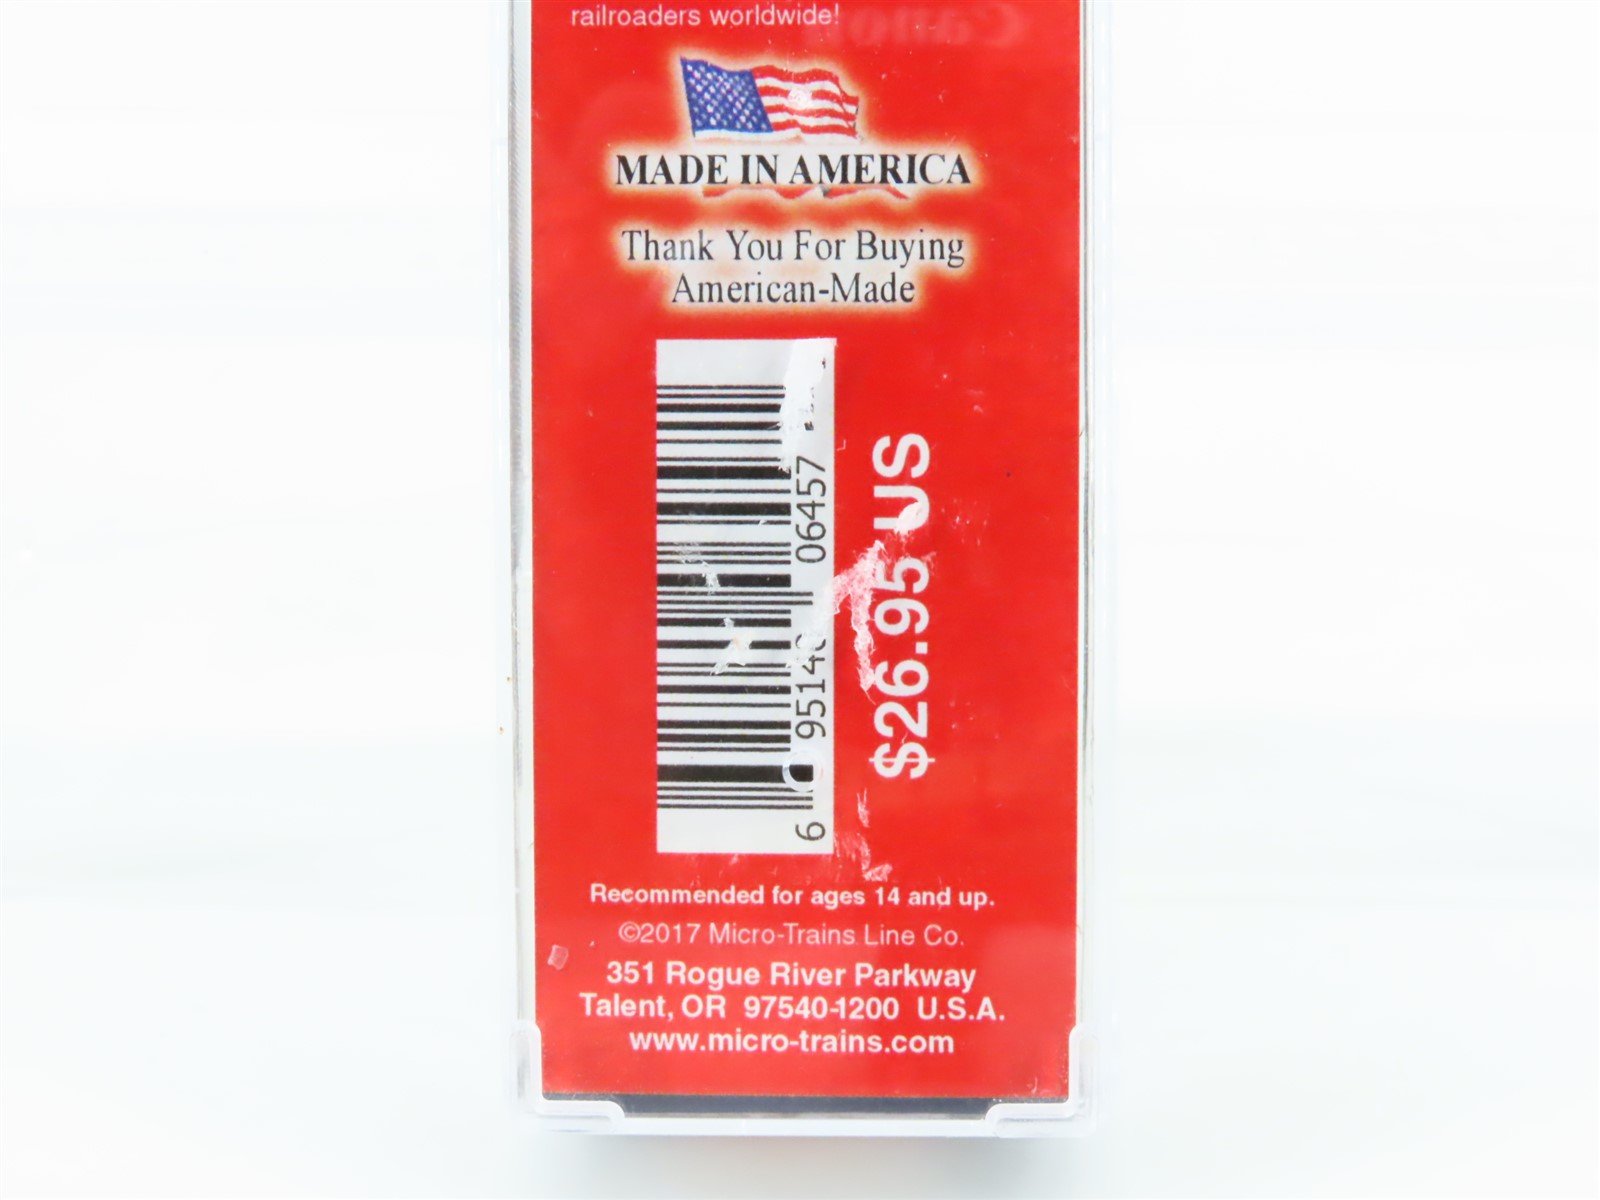 railroaders worldwide!
MADE IN AMERICA
Thank You For Buying
American-Made
6 95140 06457
$26.95 US
Recommended for ages 14 and up.
©2017 Micro-Trains Line Co.
351 Rogue River Parkway
Talent, OR 97540-1200 U.S.A.
www.micro-trains.com